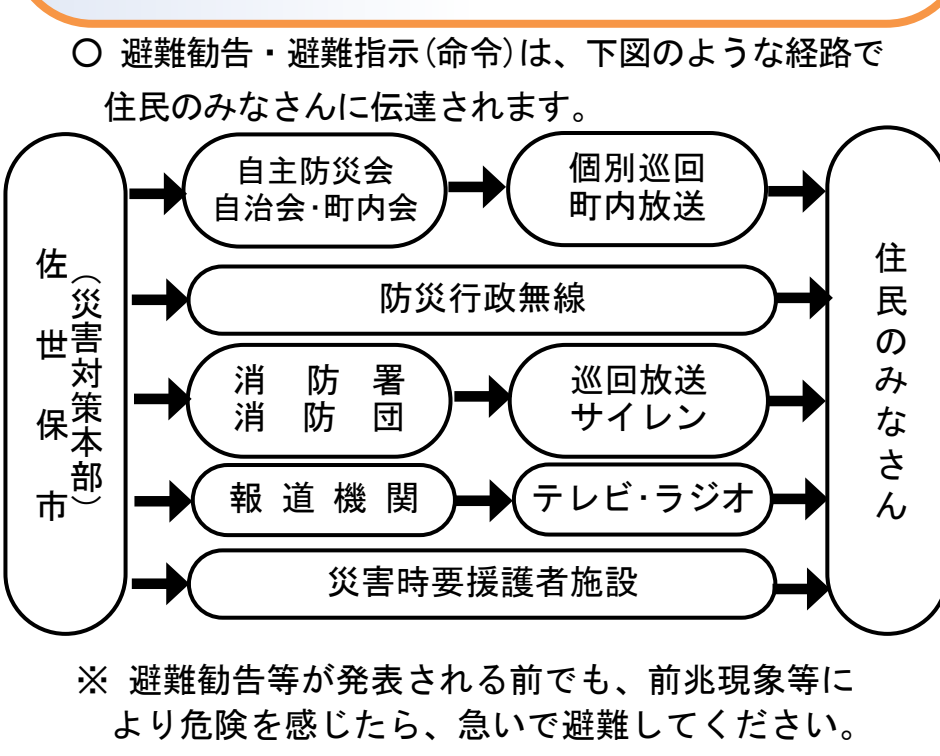 〇 避難勧告・避難指示(命令)は、下図のような経路で
住民のみなさんに伝達されます。
佐世保市
(災害対策本部)
自主防災会
自治会・町内会
個別巡回
町内放送
防災行政無線
消防署
消防団
巡回放送
サイレン
報道機関
テレビ・ラジオ
災害時要援護者施設
住民のみなさん
※ 避難勧告等が発表される前でも、前兆現象等に
より危険を感じたら、急いで避難してください。